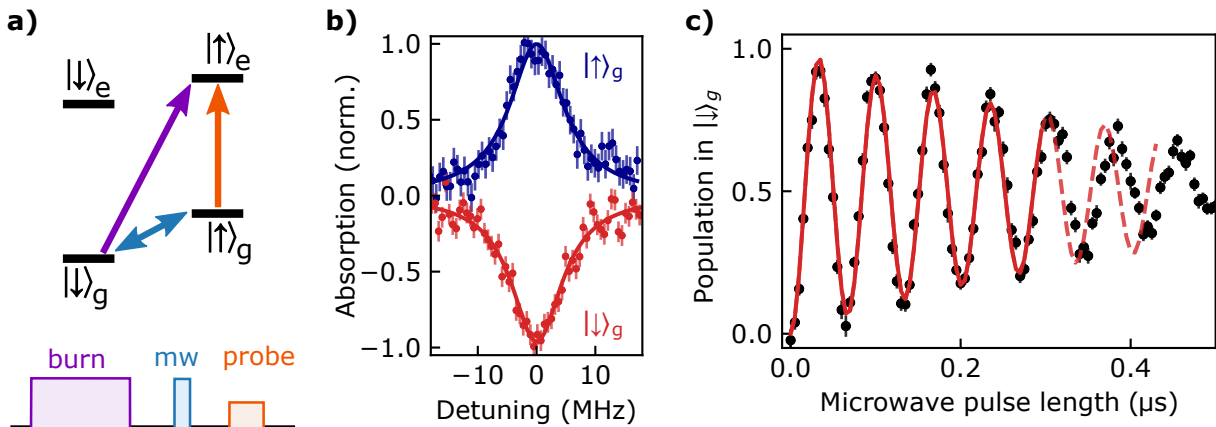 a)
|↓⟩e
|↑⟩e
|↑⟩g
|↓⟩g
burn
mw
probe
b)
Absorption (norm.)
1.0
0.5
0.0
−0.5
−1.0
|↑⟩g
|↓⟩g
−10
0
10
Detuning (MHz)
c)
Population in |↓⟩g
1.0
0.5
0.0
0.0
0.2
0.4
Microwave pulse length (μs)